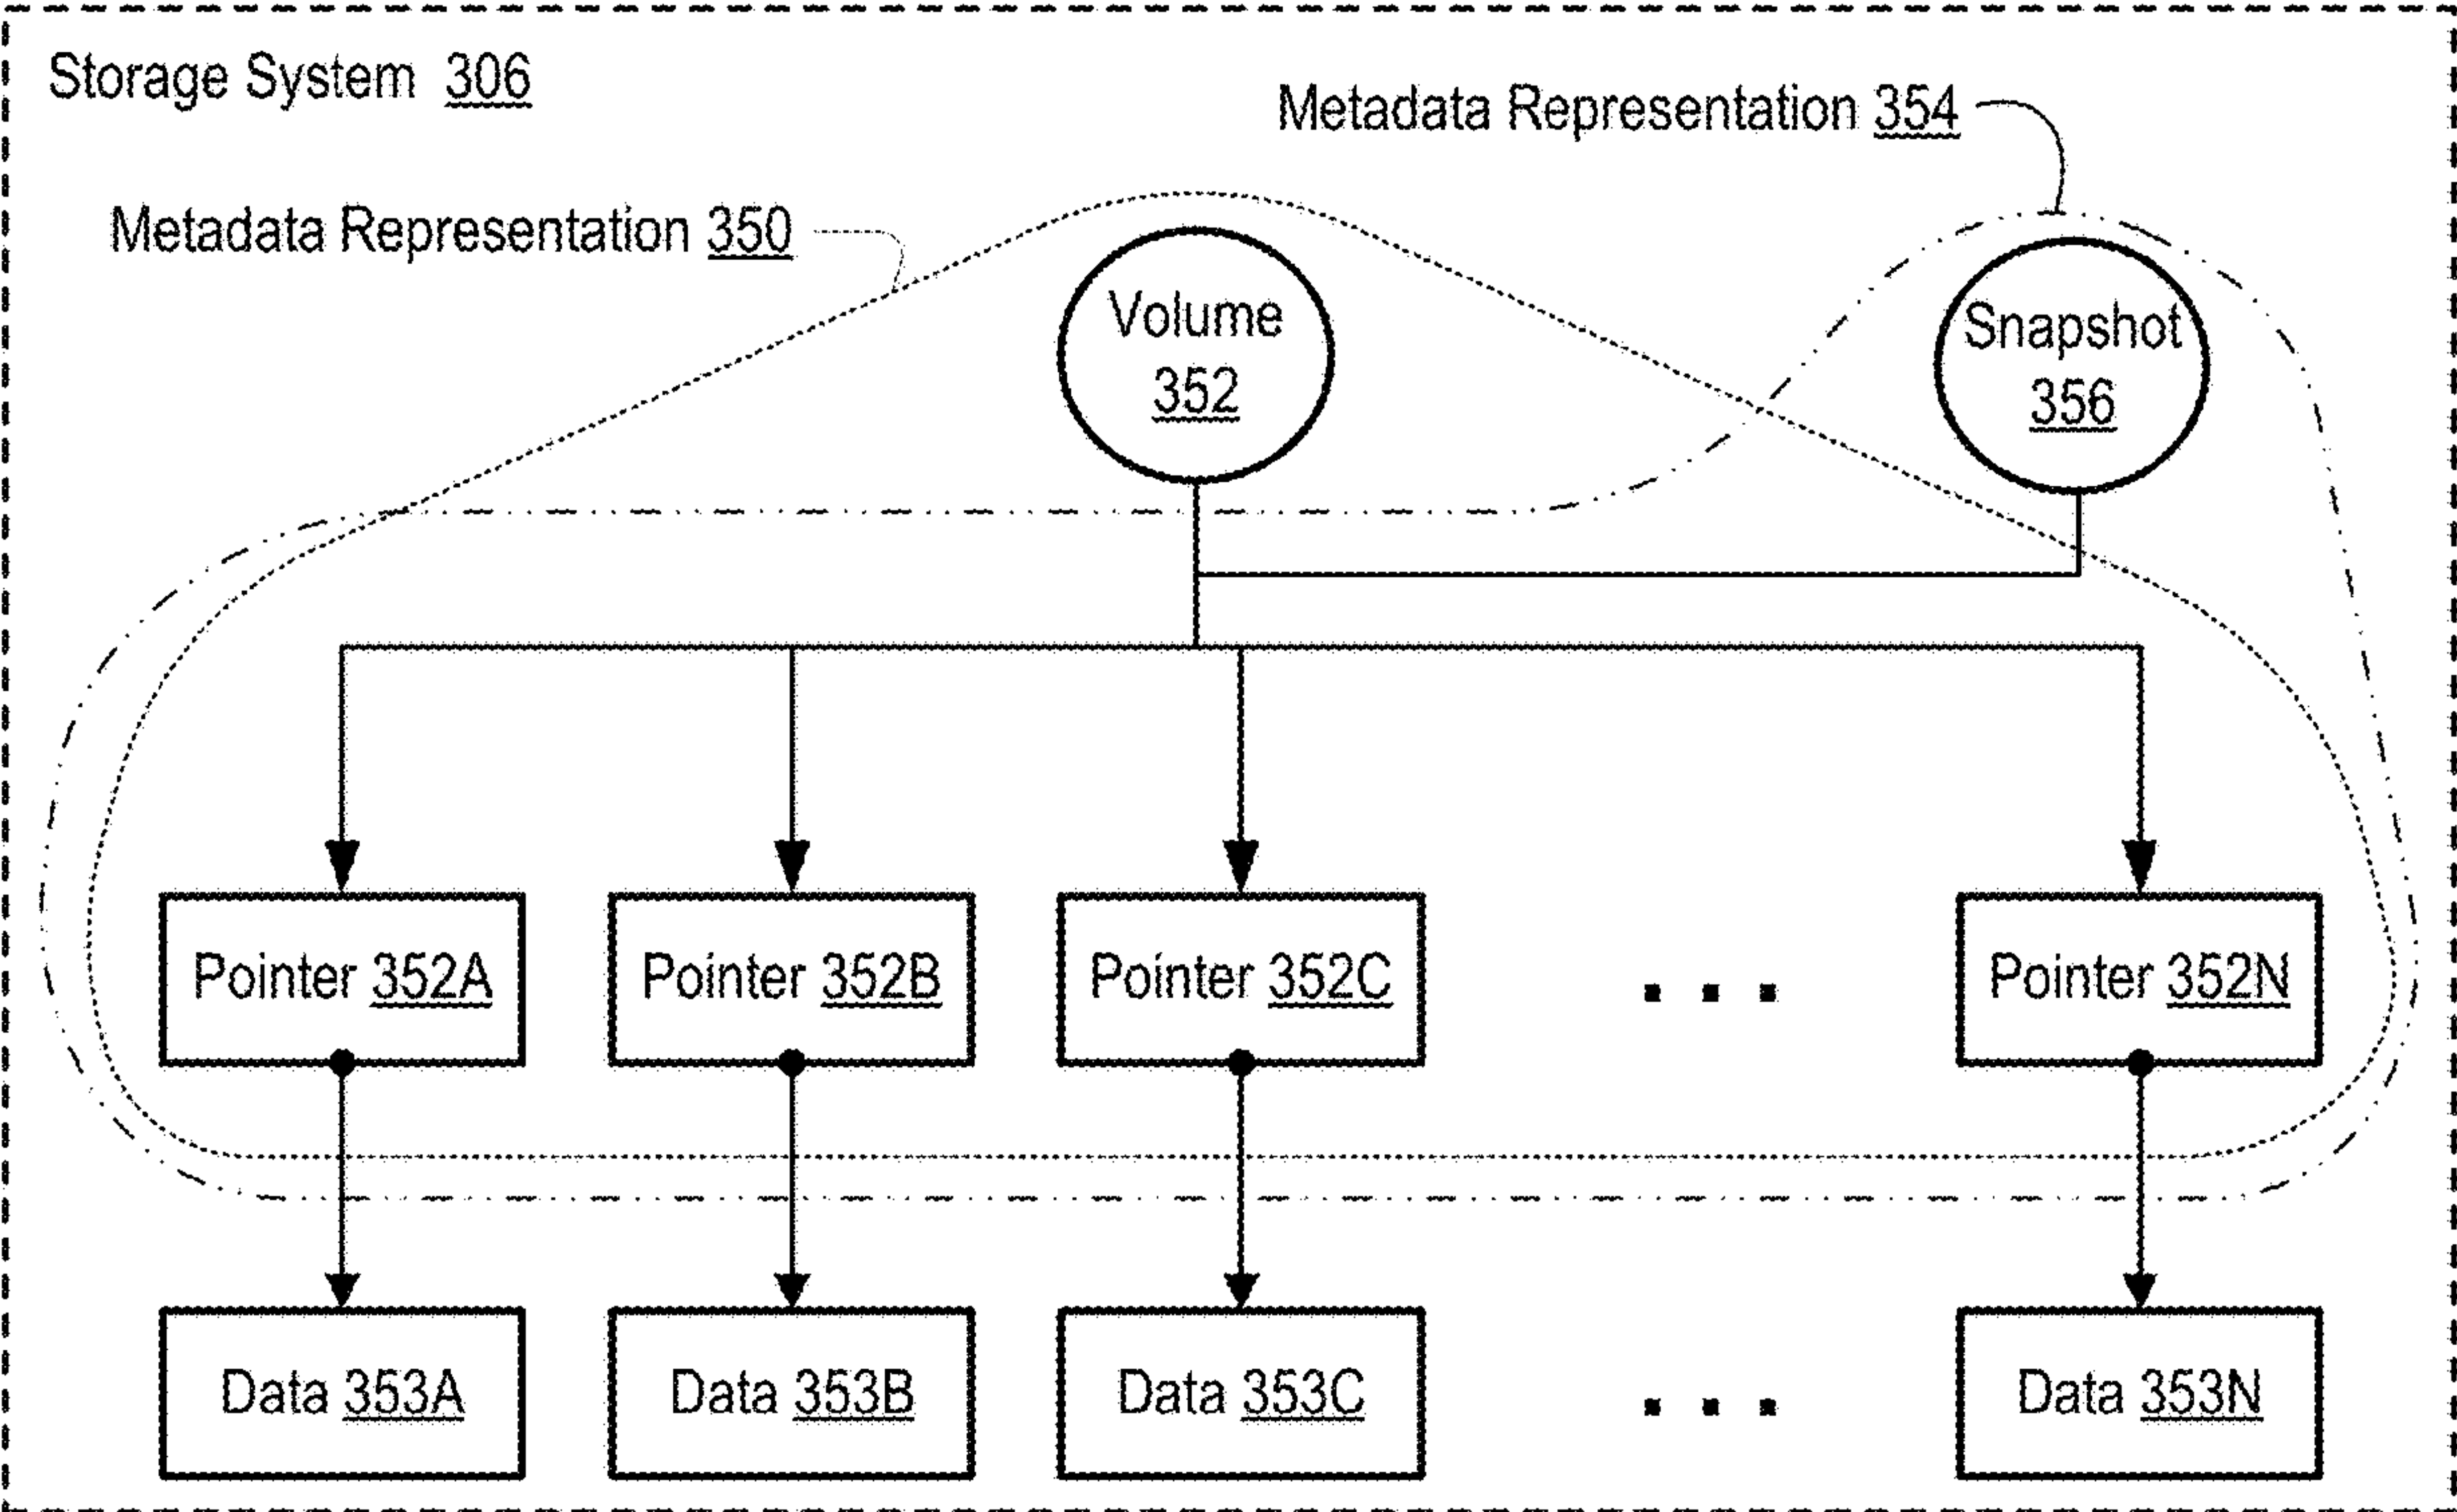 Storage System 306
Metadata Representation 354
Metadata Representation 350
Volume
352
Snapshot
356
Pointer 352A
Pointer 352B
Pointer 352C
. . .
Pointer 352N
Data 353A
Data 353B
Data 353C
. . .
Data 353N